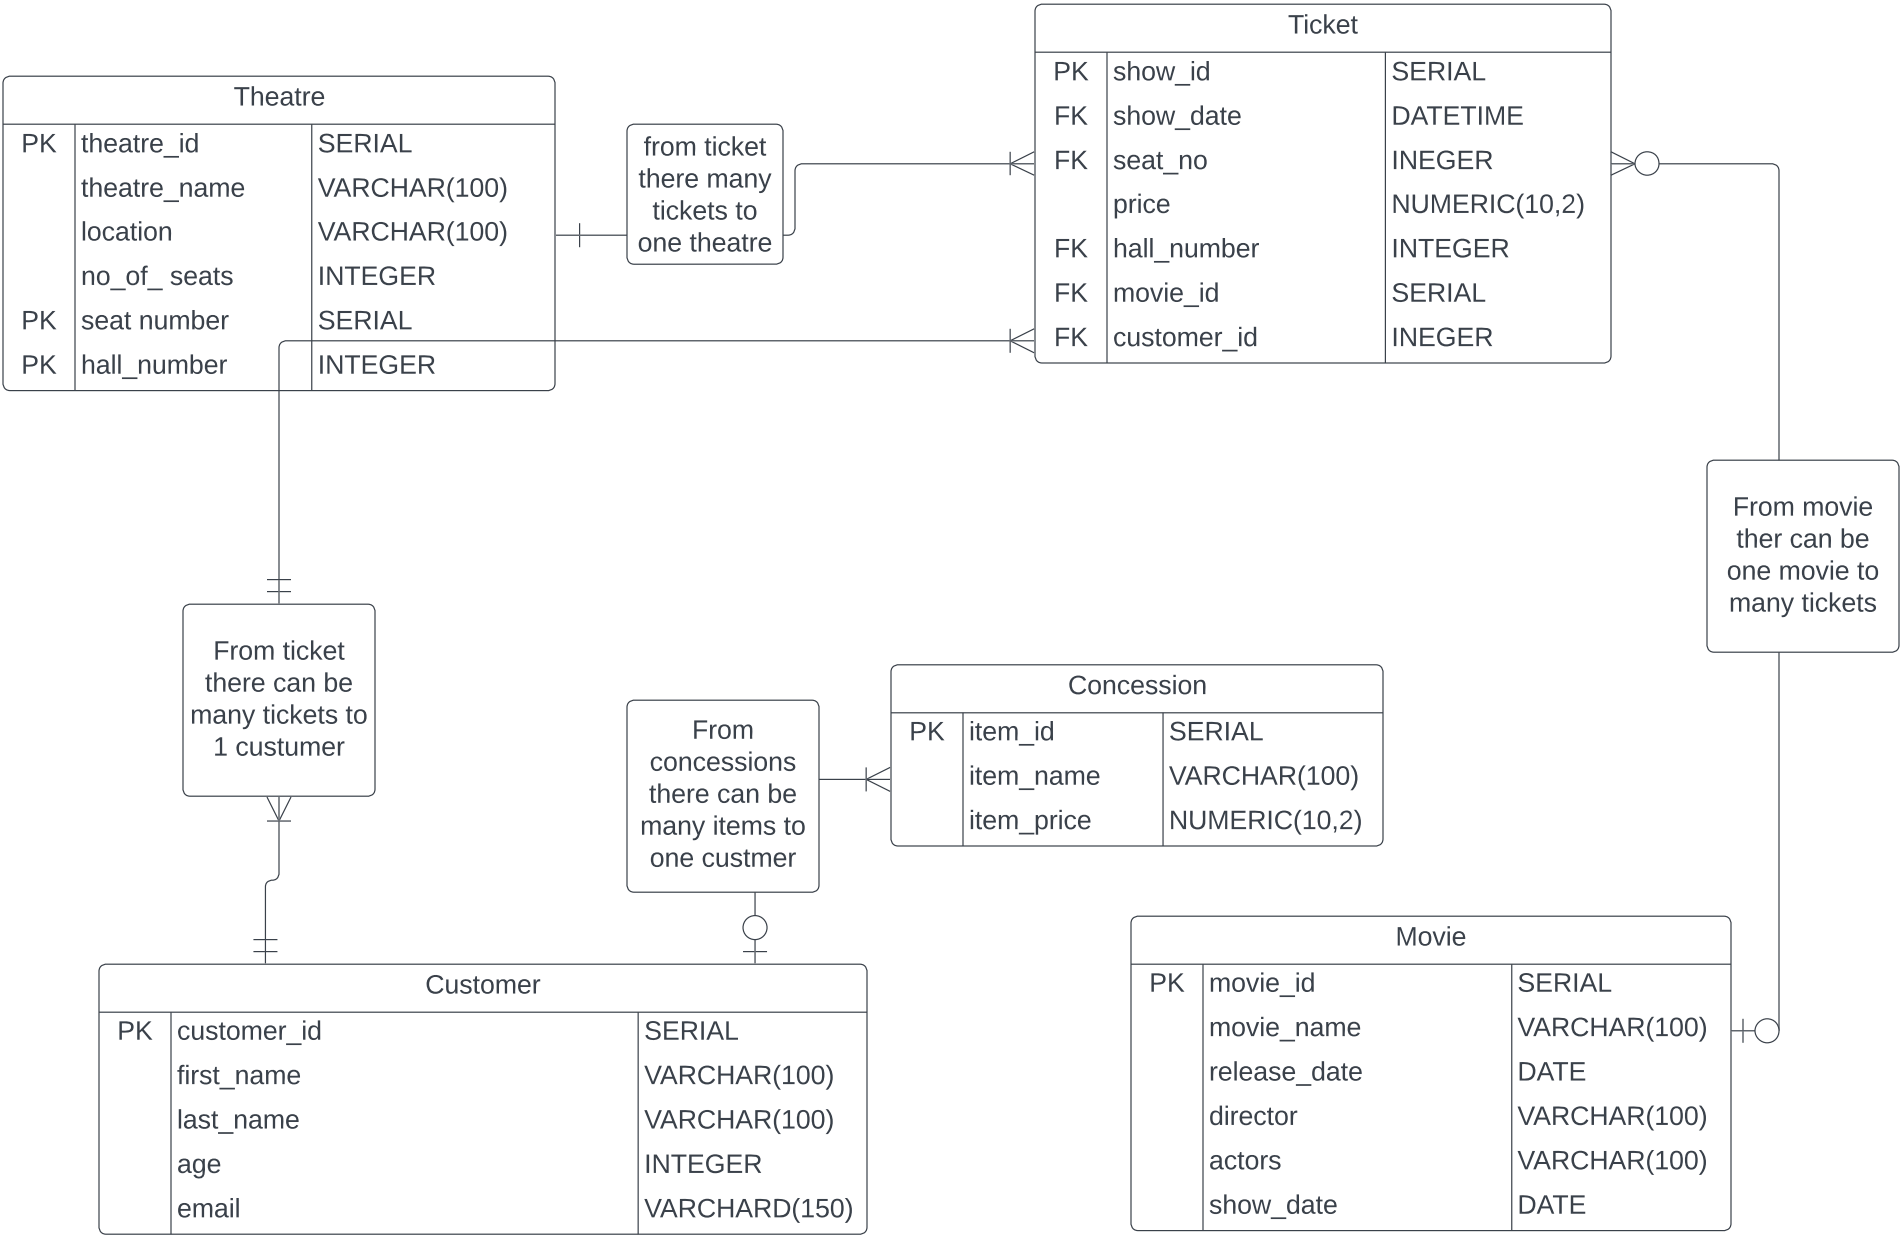 Ticket
PK show_id SERIAL
FK show_date DATETIME
FK seat_no INEGER
price NUMERIC(10,2)
FK hall_number INTEGER
FK movie_id SERIAL
FK customer_id INEGER
Theatre
PK theatre_id SERIAL
theatre_name VARCHAR(100)
location VARCHAR(100)
no_of_ seats INTEGER
PK seat number SERIAL
PK hall_number INTEGER
from ticket
there many
tickets to
one theatre
From movie
ther can be
one movie to
many tickets
From ticket
there can be
many tickets to
1 custumer
From
concessions
there can be
many items to
one custmer
Concession
PK item_id SERIAL
item_name VARCHAR(100)
item_price NUMERIC(10,2)
Customer
PK customer_id SERIAL
first_name VARCHAR(100)
last_name VARCHAR(100)
age INTEGER
email VARCHARD(150)
Movie
PK movie_id SERIAL
movie_name VARCHAR(100)
release_date DATE
director VARCHAR(100)
actors VARCHAR(100)
show_date DATE